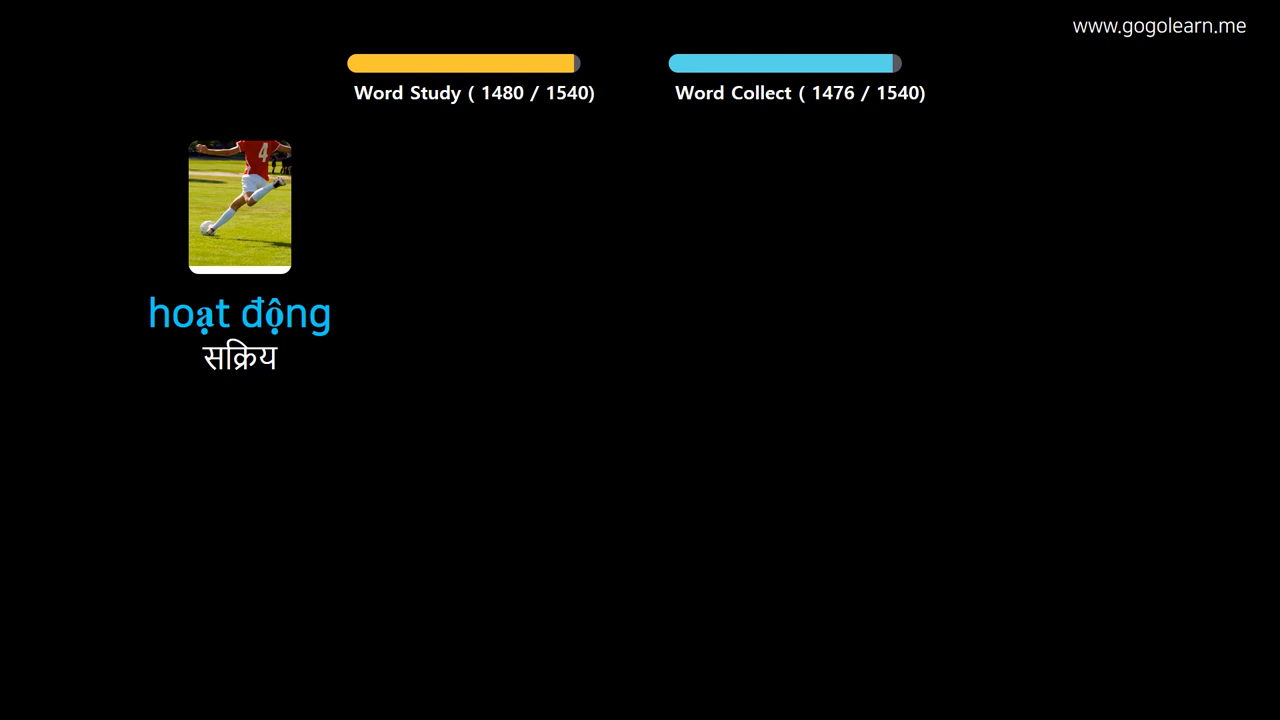 www.gogolearn.me
Word Study ( 1480 / 1540)
Word Collect ( 1476 / 1540)
4
hoạt động
सक्रिय